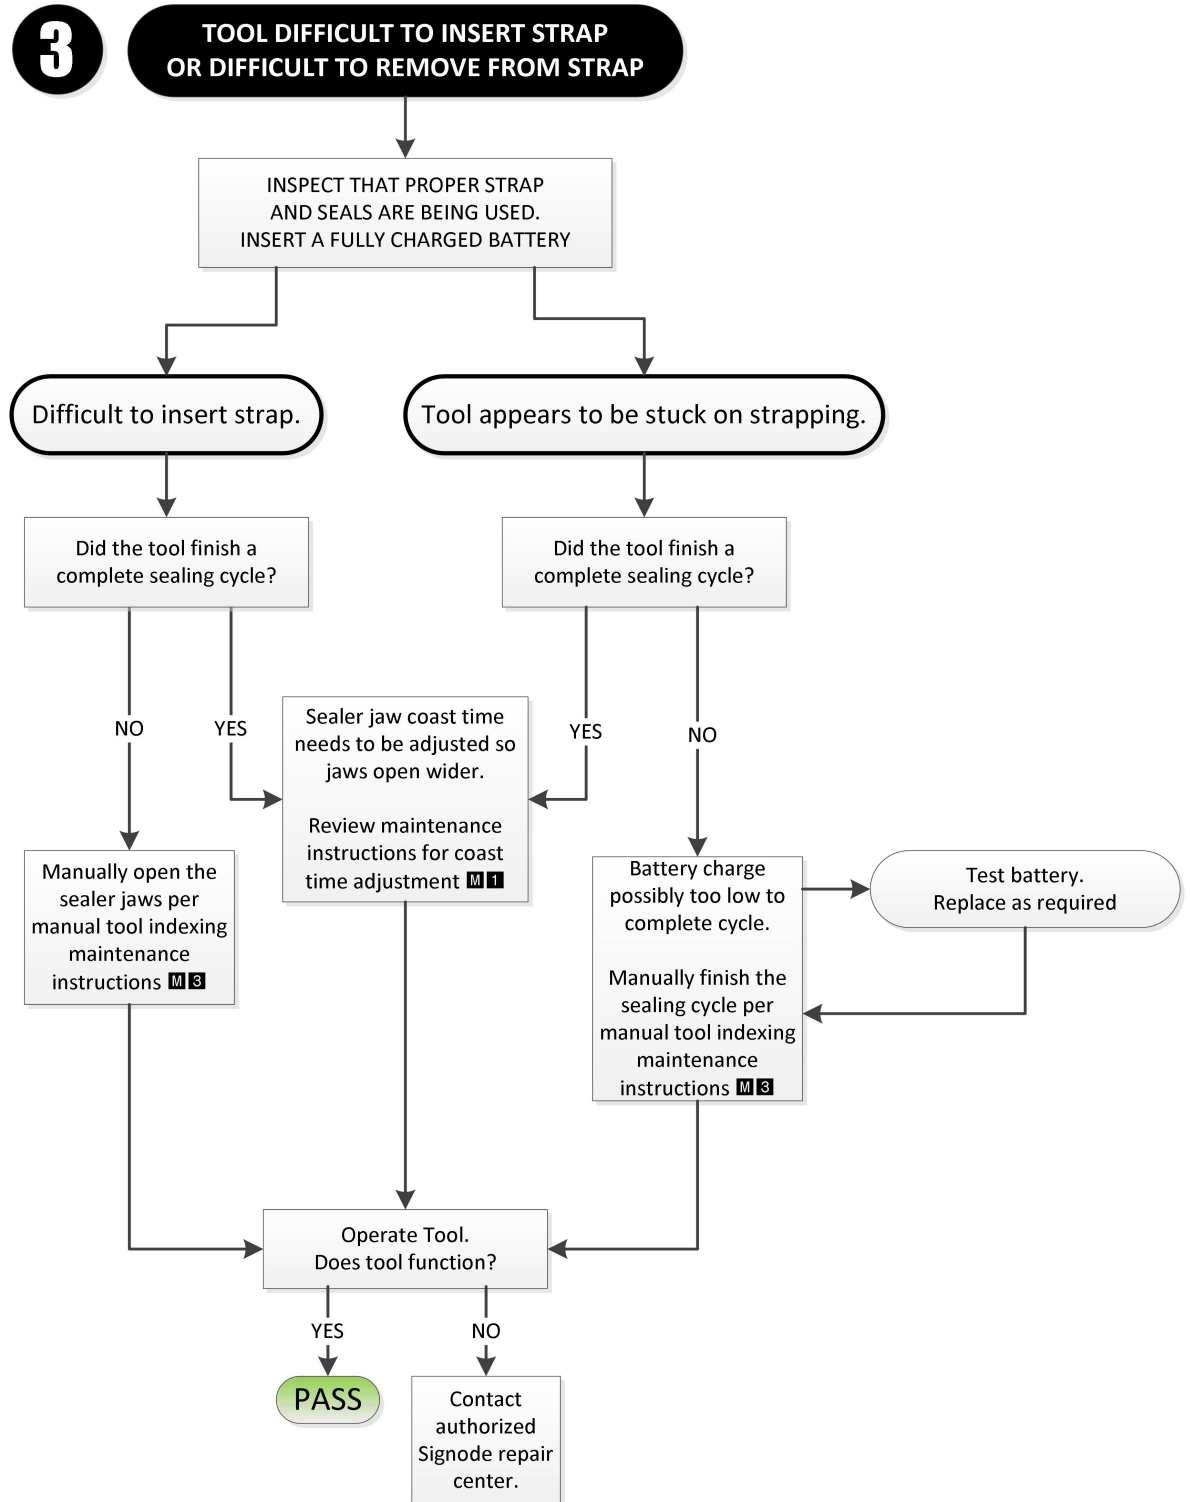 3
TOOL DIFFICULT TO INSERT STRAP
OR DIFFICULT TO REMOVE FROM STRAP
INSPECT THAT PROPER STRAP
AND SEALS ARE BEING USED.
INSERT A FULLY CHARGED BATTERY
Difficult to insert strap.
Tool appears to be stuck on strapping.
Did the tool finish a
complete sealing cycle?
Did the tool finish a
complete sealing cycle?
NO
YES
Sealer jaw coast time
needs to be adjusted so
jaws open wider.
Review maintenance
instructions for coast
time adjustment M 1
YES
NO
Manually open the
sealer jaws per
manual tool indexing
maintenance
instructions M 3
Battery charge
possibly too low to
complete cycle.
Manually finish the
sealing cycle per
manual tool indexing
maintenance
instructions M 3
Test battery.
Replace as required
Operate Tool.
Does tool function?
YES
NO
PASS
Contact
authorized
Signode repair
center.